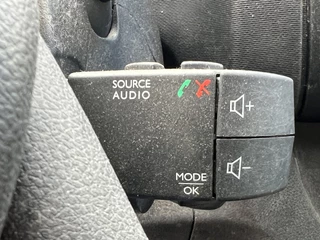 SOURCE
AUDIO
+
-
MODE
OK